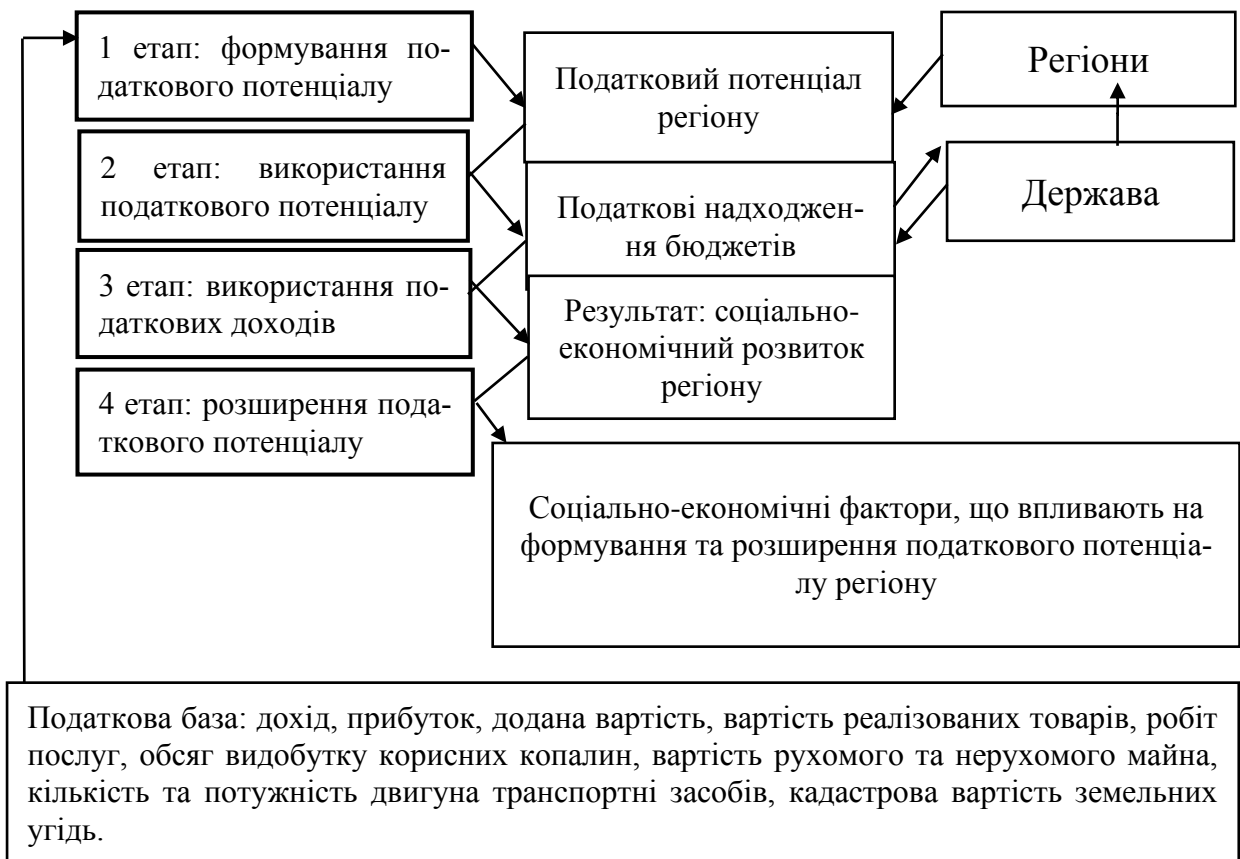 1 етап: формування по-
даткового потенціалу
Податковий потенціал
регіону
Регіони
2 етап: використання
податкового потенціалу
Податкові надходжен-
ня бюджетів
Держава
3 етап: використання по-
даткових доходів
Результат: соціально-
економічний розвиток
регіону
4 етап: розширення пода-
ткового потенціалу
Соціально-економічні фактори, що впливають на
формування та розширення податкового потенціа-
лу регіону
Податкова база: дохід, прибуток, додана вартість, вартість реалізованих товарів, робіт
послуг, обсяг видобутку корисних копалин, вартість рухомого та нерухомого майна,
кількість та потужність двигуна транспортні засобів, кадастрова вартість земельних
угідь.